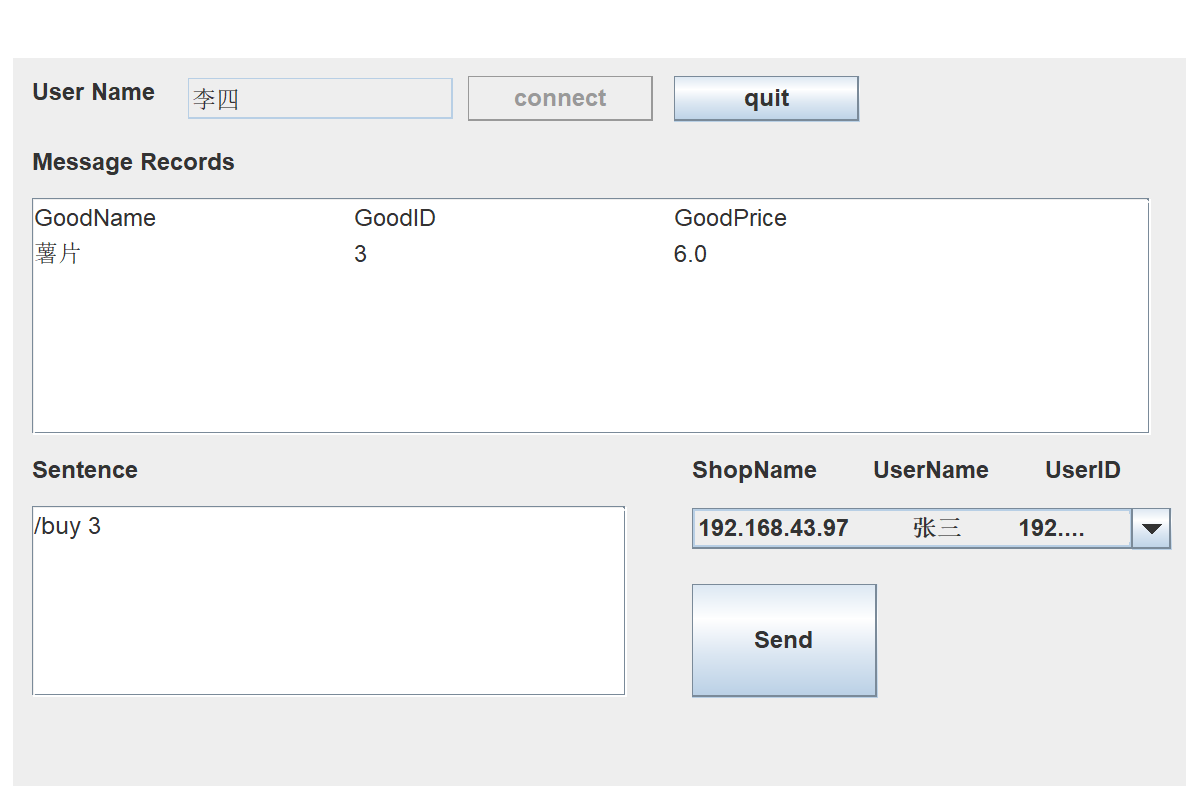 User Name 李四 connect quit
Message Records
GoodName GoodID GoodPrice
薯片 3 6.0
Sentence ShopName UserName UserID
/buy 3 192.168.43.97 张三 192....
Send